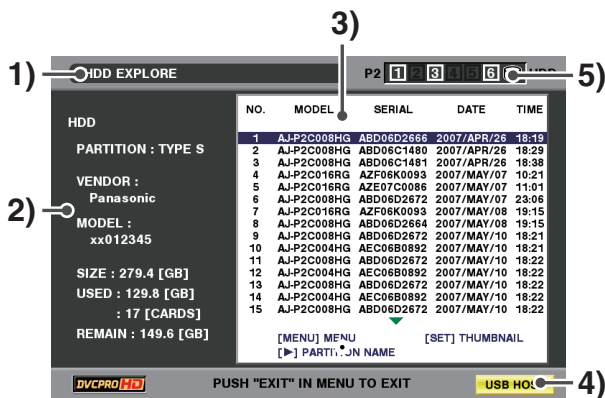 3)
1) HDD EXPLORE P2 1 2 3 4 5 6 HDD 5)
NO. MODEL SERIAL DATE TIME
HDD
PARTITION : TYPE S
VENDOR :
Panasonic
2)
MODEL :
xx012345
SIZE : 279.4 [GB]
USED : 129.8 [GB]
: 17 [CARDS]
REMAIN : 149.6 [GB]
1 AJ-P2C008HG ABD06D2666 2007/APR/26 18:19
2 AJ-P2C008HG ABD06C1480 2007/APR/26 18:29
3 AJ-P2C008HG ABD06C1481 2007/APR/26 18:38
4 AJ-P2C016RG AZF06K0093 2007/MAY/07 10:21
5 AJ-P2C016RG AZE07C0086 2007/MAY/07 11:01
6 AJ-P2C008HG ABD06D2672 2007/MAY/07 23:06
7 AJ-P2C016RG AZF06K0093 2007/MAY/08 19:15
8 AJ-P2C008HG ABD06D2664 2007/MAY/08 19:15
9 AJ-P2C008HG ABD06D2672 2007/MAY/10 18:21
10 AJ-P2C004HG AEC06B0892 2007/MAY/10 18:21
11 AJ-P2C008HG ABD06D2672 2007/MAY/10 18:22
12 AJ-P2C004HG AEC06B0892 2007/MAY/10 18:22
13 AJ-P2C008HG ABD06D2672 2007/MAY/10 18:22
14 AJ-P2C004HG AEC06B0892 2007/MAY/10 18:22
15 AJ-P2C008HG ABD06D2672 2007/MAY/10 18:22
[MENU] MENU [SET] THUMBNAIL
[▶] PARTITION NAME
DVCPRO HD PUSH "EXIT" IN MENU TO EXIT USB HOST 4)